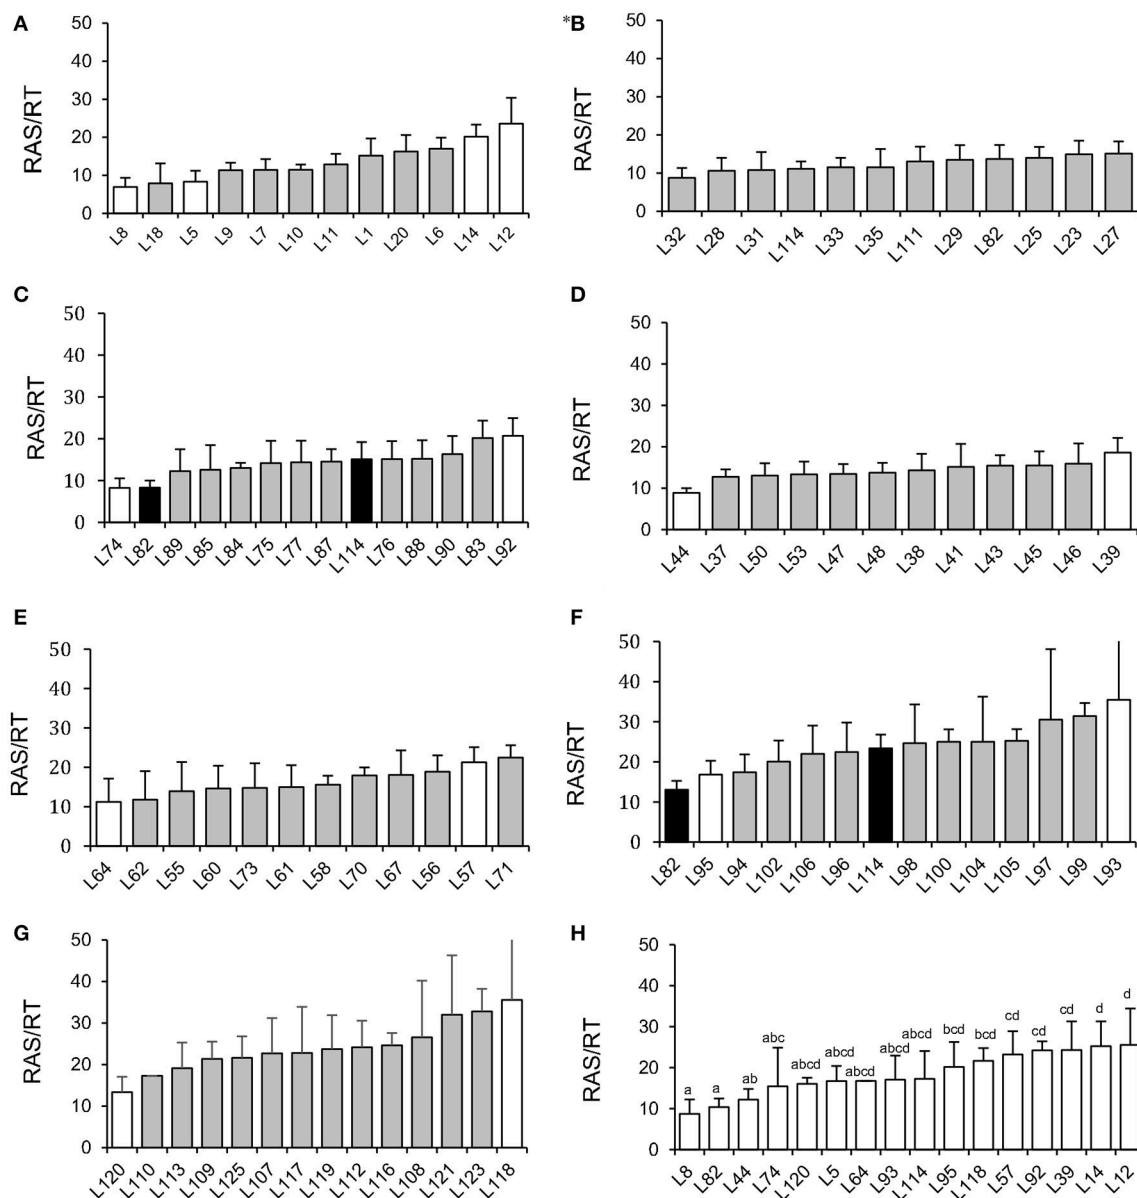 A
RAS/RT
50
40
30
20
10
0
L8 L18 L5 L9 L7 L10 L11 L1 L20 L6 L14 L12
*B
RAS/RT
50
40
30
20
10
0
L32 L28 L31 L114 L33 L35 L111 L29 L82 L25 L23 L27
C
RAS/RT
50
40
30
20
10
0
L74 L82 L89 L85 L84 L75 L77 L87 L114 L76 L88 L90 L83 L92
D
RAS/RT
50
40
30
20
10
0
L44 L37 L50 L53 L47 L48 L38 L41 L43 L45 L46 L39
E
RAS/RT
50
40
30
20
10
0
L64 L62 L55 L60 L73 L61 L58 L70 L67 L56 L57 L71
F
RAS/RT
50
40
30
20
10
0
L82 L95 L94 L102 L106 L96 L114 L98 L100 L104 L105 L97 L99 L93
G
RAS/RT
50
40
30
20
10
0
L120 L110 L113 L109 L125 L107 L117 L119 L112 L116 L108 L121 L123 L118
H
RAS/RT
50
40
30
20
10
0
a a ab abc abcd abcd abcd abcd abcd bcd bcd cd cd cd d d
L8 L82 L44 L74 L120 L5 L64 L93 L114 L95 L118 L57 L92 L39 L14 L12